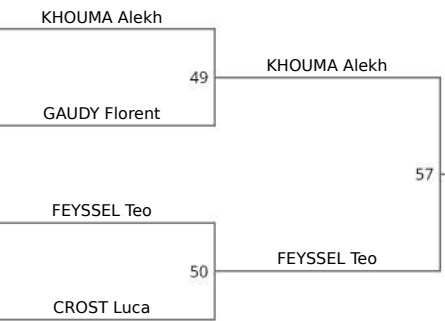 KHOUMA Alekh
49
KHOUMA Alekh
GAUDY Florent
57
FEYSSEL Teo
50
FEYSSEL Teo
CROST Luca